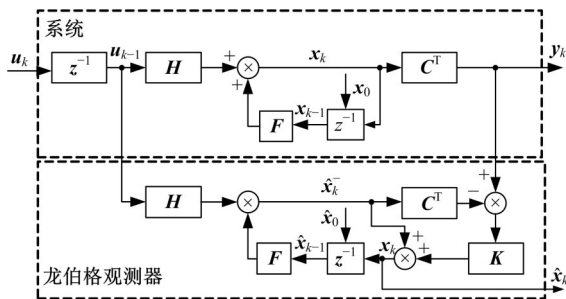 系统
u_k
z⁻¹
u_{k-1}
H
+
+
x_k
C^T
y_k
x_0
F
x_{k-1}
z⁻¹
H
x̂_k^-
C^T
+
−
x̂_0
F
x̂_{k-1}
z⁻¹
x_k
+
+
K
龙伯格观测器
x̂_k